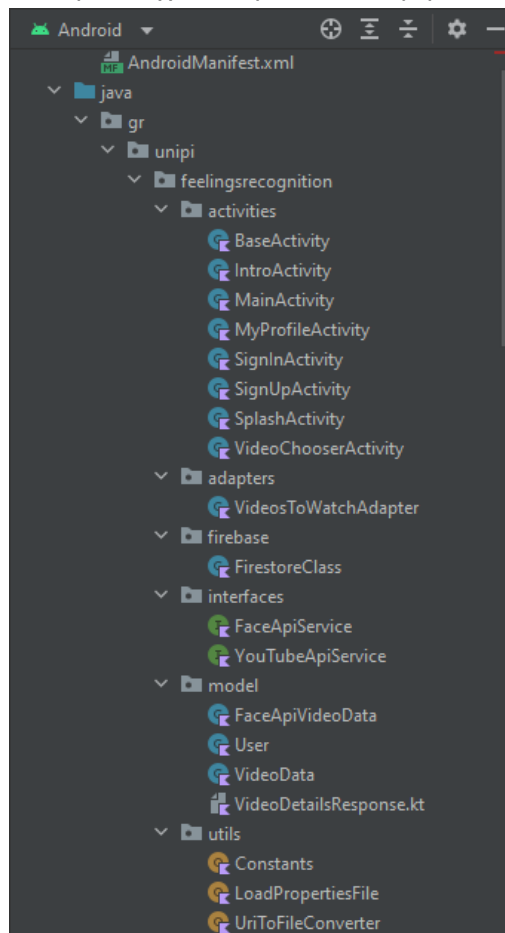 Android
AndroidManifest.xml
java
gr
unipi
feelingsrecognition
activities
BaseActivity
IntroActivity
MainActivity
MyProfileActivity
SignInActivity
SignUpActivity
SplashActivity
VideoChooserActivity
adapters
VideosToWatchAdapter
firebase
FirestoreClass
interfaces
FaceApiService
YouTubeApiService
model
FaceApiVideoData
User
VideoData
VideoDetailsResponse.kt
utils
Constants
LoadPropertiesFile
UriToFileConverter